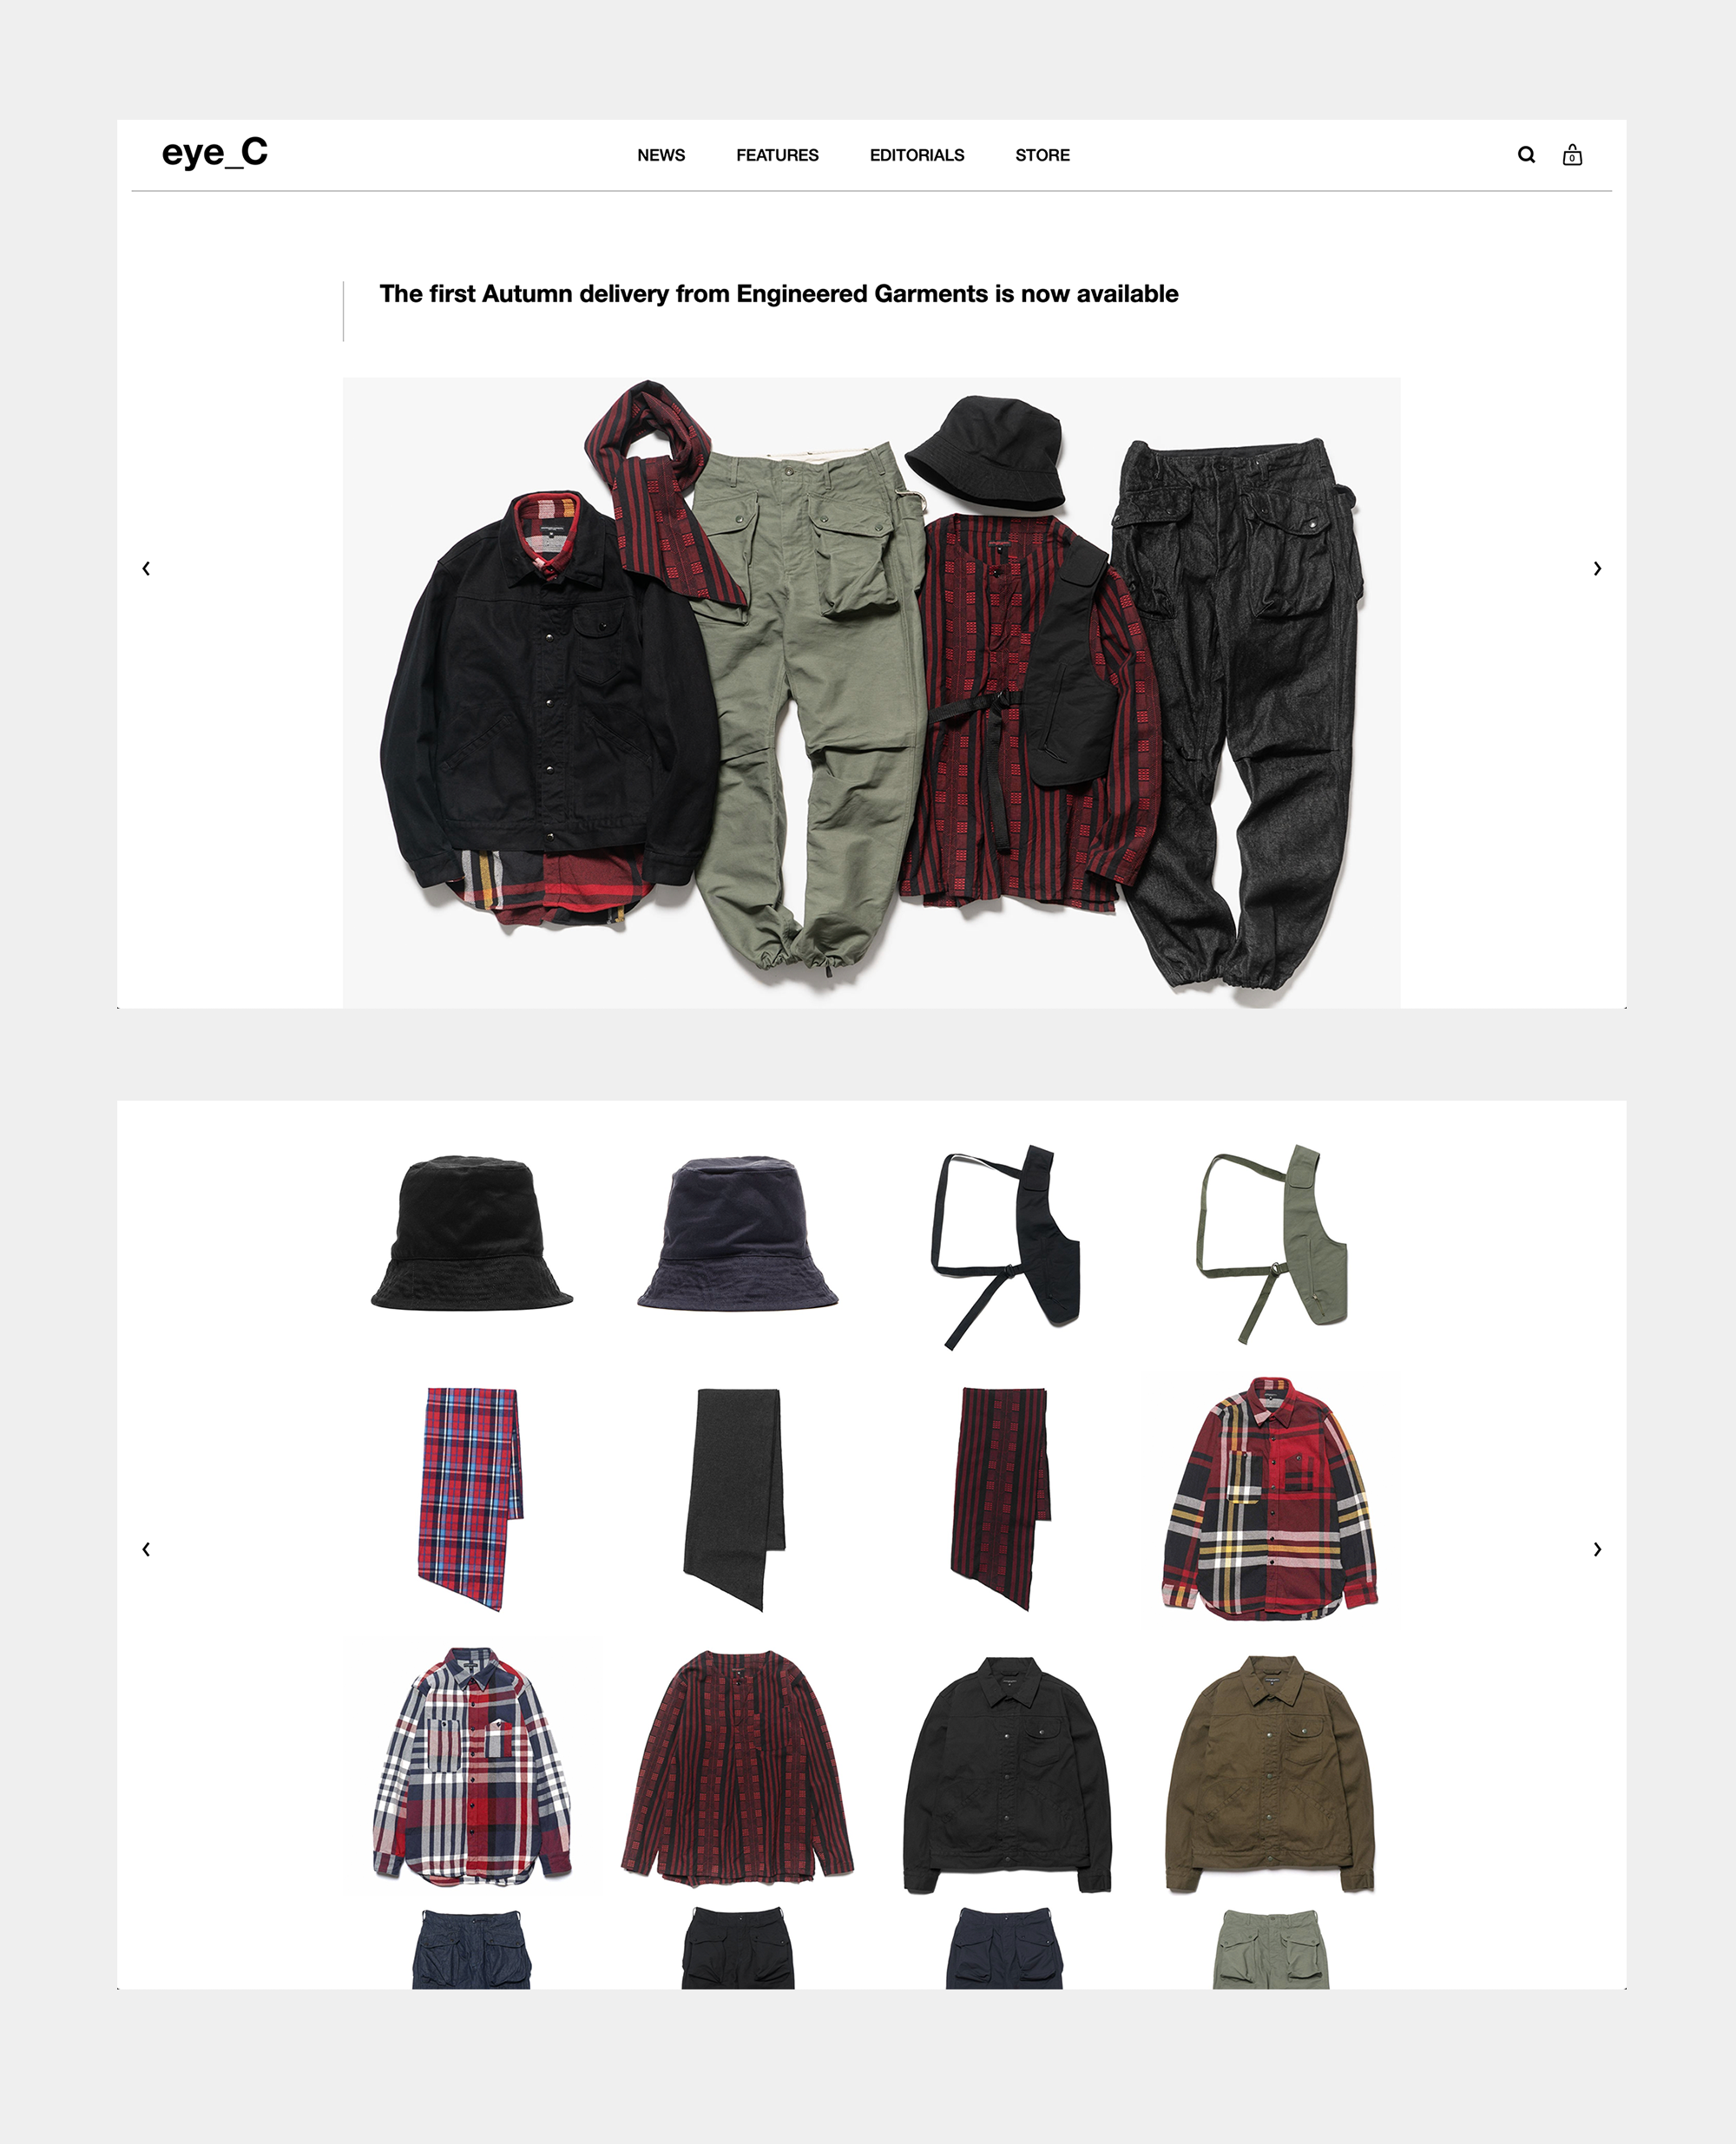 eye_C
NEWS
FEATURES
EDITORIALS
STORE
0
The first Autumn delivery from Engineered Garments is now available